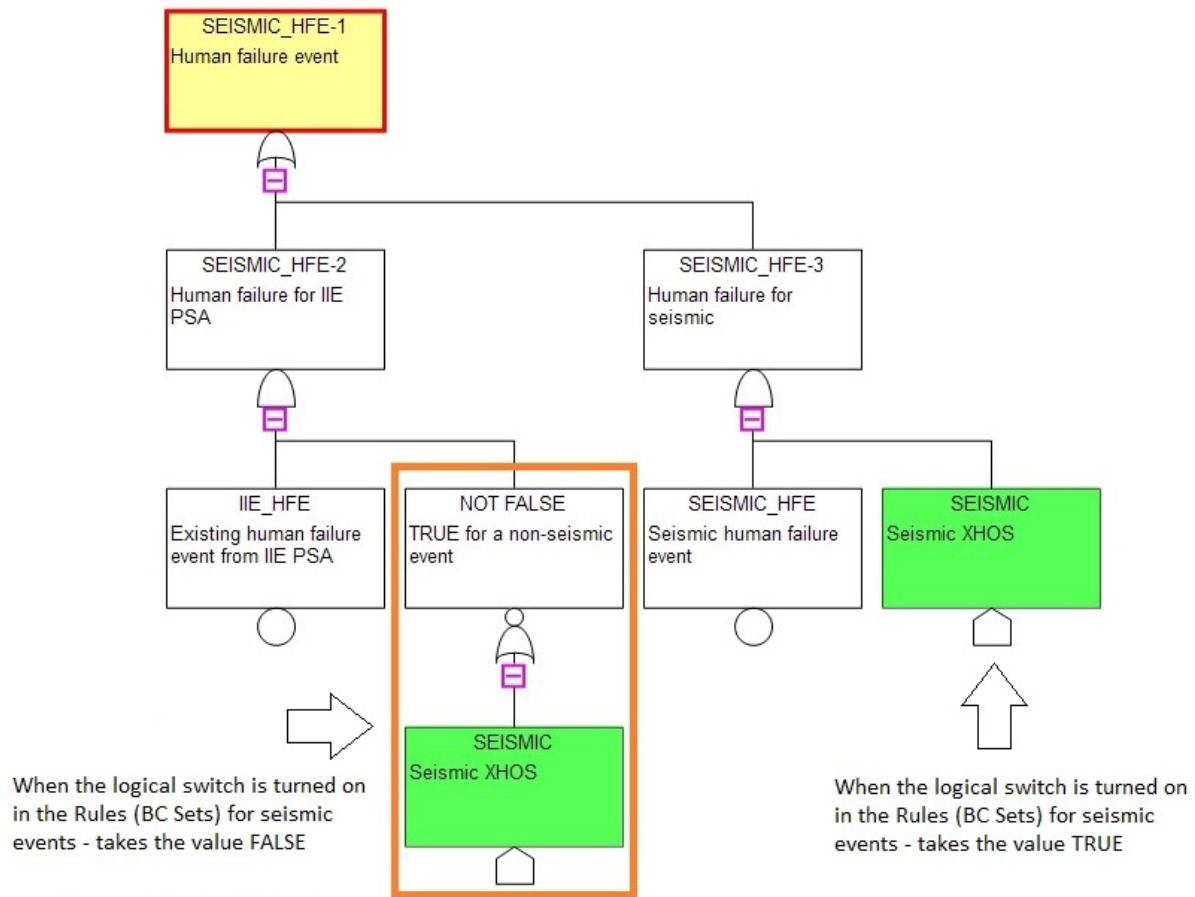 SEISMIC_HFE-1
Human failure event
SEISMIC_HFE-2
Human failure for IIE
PSA
SEISMIC_HFE-3
Human failure for
seismic
IIE_HFE
Existing human failure
event from IIE PSA
NOT FALSE
TRUE for a non-seismic
event
SEISMIC_HFE
Seismic human failure
event
SEISMIC
Seismic XHOS
SEISMIC
Seismic XHOS
When the logical switch is turned on
in the Rules (BC Sets) for seismic
events - takes the value FALSE
When the logical switch is turned on
in the Rules (BC Sets) for seismic
events - takes the value TRUE